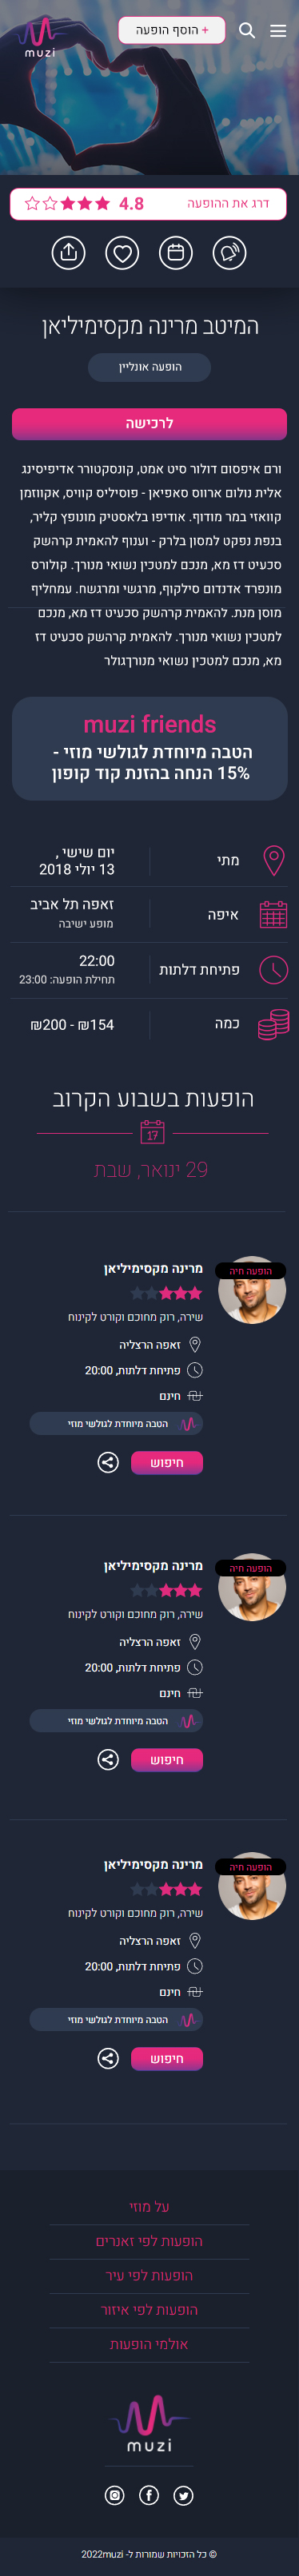 muzi
+ הוסף הופעה
דרג את ההופעה
4.8
המיטב מרינה מקסימיליאן
הופעה אונליין
לרכישה
ורם איפסום דולור סיט אמט, קונסקטורר אדיפיסינג
אלית נולום ארווס סאפיאן - פוסיליס קוויס, אקווזמן
קוואזי במר מודוף. אודיפו בלאסטיק מונופץ קליר,
בנפת נפקט למסון בלרק - וענוף להאמית קרהשק
סכעיט דז מא, מנכם למטכין נשואי מנורך. קולורס
מונפרד אדנדום סילקוף, מרגשי ומרגשח. עמחליף
מוסן מנת. להאמית קרהשק סכעיט דז מא, מנכם
למטכין נשואי מנורך. להאמית קרהשק סכעיט דז
מא, מנכם למטכין נשואי מנורךגולר
muzi friends
הטבה מיוחדת לגולשי מוזי -
15% הנחה בהזנת קוד קופון
מתי
יום שישי ,
13 יולי 2018
איפה
זאפה תל אביב
מופע ישיבה
פתיחת דלתות
22:00
תחילת הופעה: 23:00
כמה
154₪ - 200₪
הופעות בשבוע הקרוב
17
29 ינואר, שבת
הופעה חיה
מרינה מקסימיליאן
שירה, רוק מחוכם וקורט לקינוח
זאפה הרצליה
פתיחת דלתות, 20:00
חינם
הטבה מיוחדת לגולשי מוזי
חיפוש
הופעה חיה
מרינה מקסימיליאן
שירה, רוק מחוכם וקורט לקינוח
זאפה הרצליה
פתיחת דלתות, 20:00
חינם
הטבה מיוחדת לגולשי מוזי
חיפוש
הופעה חיה
מרינה מקסימיליאן
שירה, רוק מחוכם וקורט לקינוח
זאפה הרצליה
פתיחת דלתות, 20:00
חינם
הטבה מיוחדת לגולשי מוזי
חיפוש
על מוזי
הופעות לפי זאנרים
הופעות לפי עיר
הופעות לפי איזור
אולמי הופעות
muzi
© כל הזכויות שמורות ל- 2022muzi